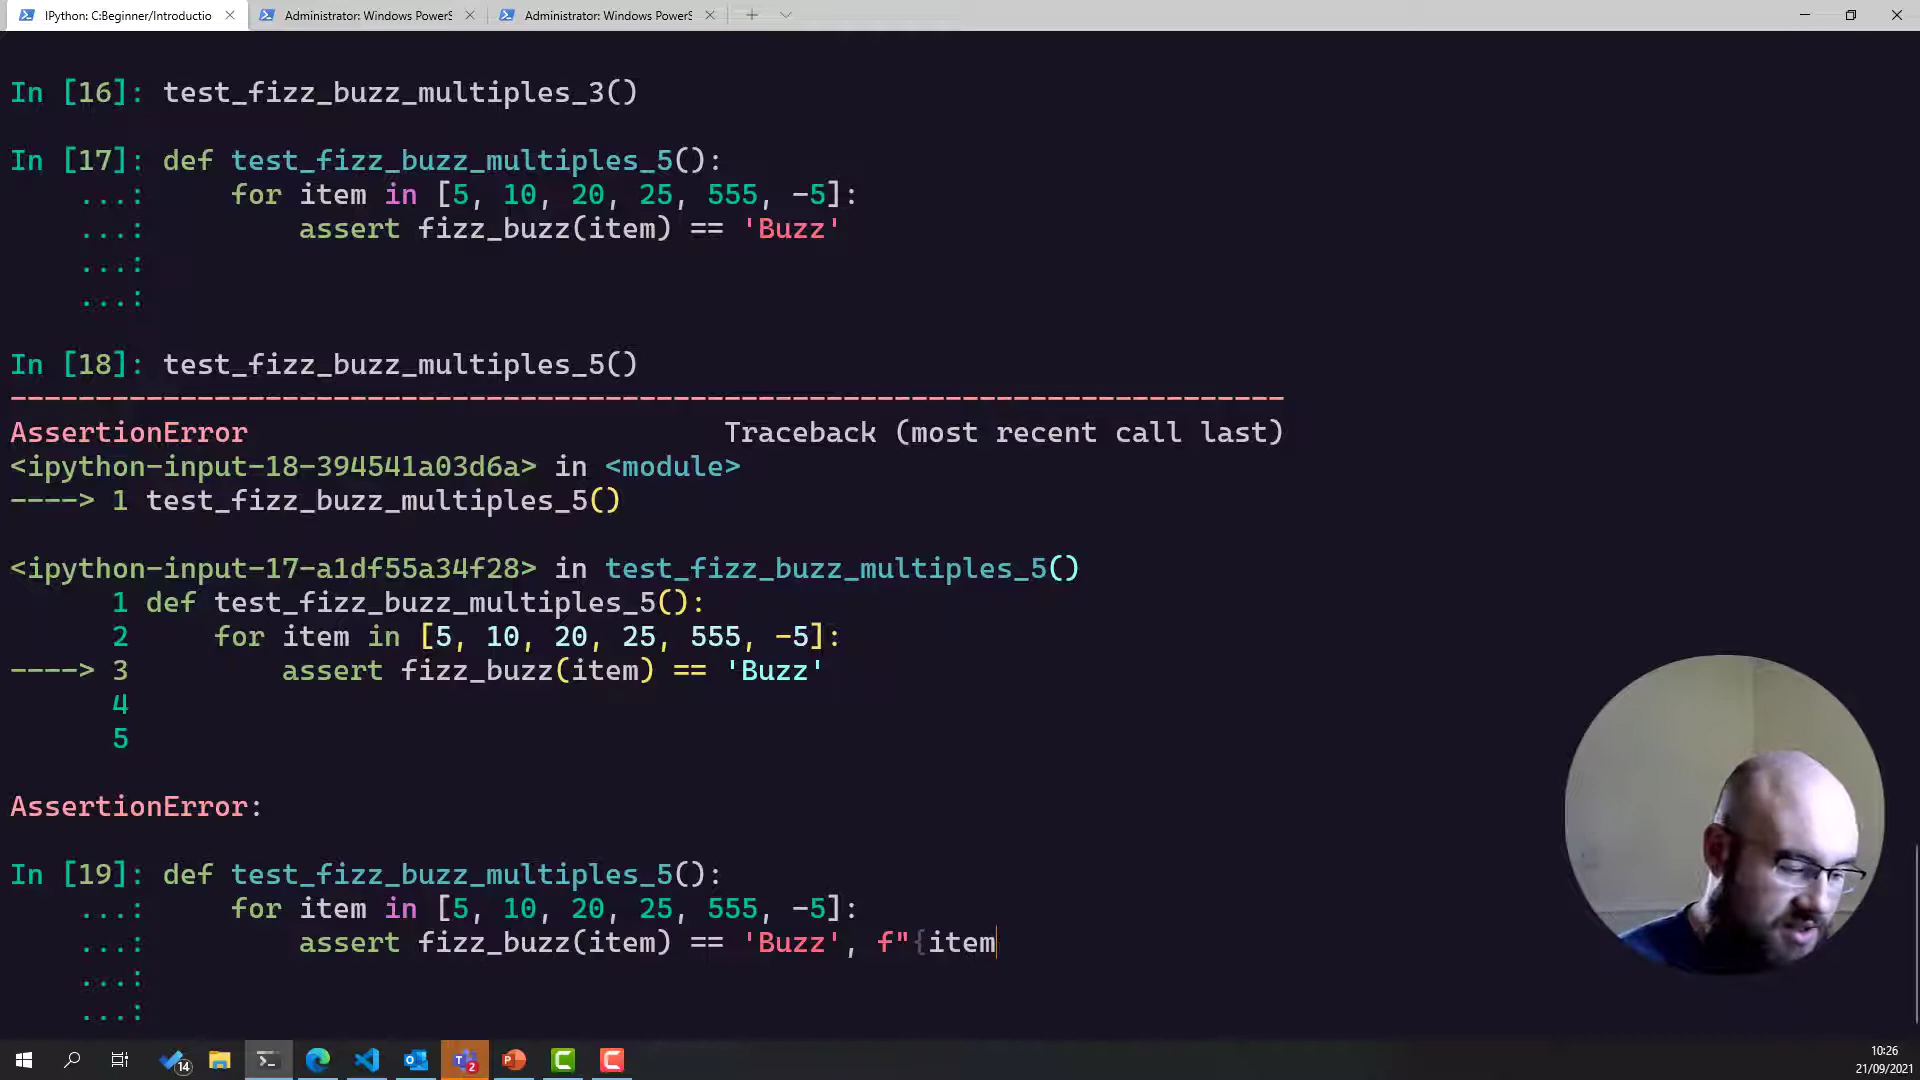 IPython: C:Beginner/Introductio
Administrator: Windows PowerS
Administrator: Windows PowerS
In [16]: test_fizz_buzz_multiples_3()
In [17]: def test_fizz_buzz_multiples_5():
...:     for item in [5, 10, 20, 25, 555, -5]:
...:         assert fizz_buzz(item) == 'Buzz'
...:
...:
In [18]: test_fizz_buzz_multiples_5()
---------------------------------------------------------------------------
AssertionError                            Traceback (most recent call last)
<ipython-input-18-394541a03d6a> in <module>
----> 1 test_fizz_buzz_multiples_5()
<ipython-input-17-a1df55a34f28> in test_fizz_buzz_multiples_5()
      1 def test_fizz_buzz_multiples_5():
      2     for item in [5, 10, 20, 25, 555, -5]:
----> 3         assert fizz_buzz(item) == 'Buzz'
      4
      5
AssertionError:
In [19]: def test_fizz_buzz_multiples_5():
...:     for item in [5, 10, 20, 25, 555, -5]:
...:         assert fizz_buzz(item) == 'Buzz', f"{item
...:
...:
14
2
10:26
21/09/2021